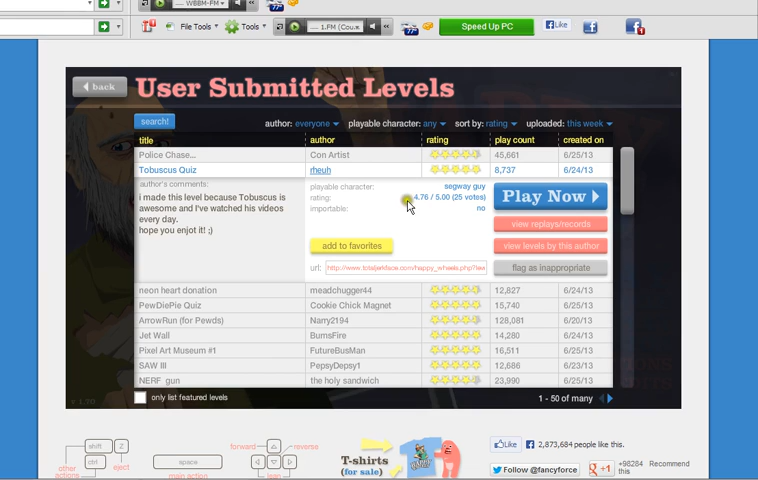 WBBM-FM
File Tools Tools 1.FM (Cou. Speed Up PC Like 1
back User Submitted Levels
search! author: everyone playable character: any sort by: rating uploaded: this week
title author rating play count created on
Police Chase... Con Artist 45,661 6/25/13
Tobuscus Quiz rheuf 8,737 6/24/13
author's comments:
i made this level because Tobuscus is
awesome and I've watched his videos
every day.
hope you enjot it! ;)
playable character: segway guy
rating: 4.76 / 5.00 (25 votes)
importable: no
Play Now
view replays/records
add to favorites view levels by this author
url: http://www.totaljerkface.com/happy_wheels.php?lev flag as inappropriate
neon heart donation meadchugger44 12,827 6/24/13
PewDiePie Quiz Cookie Chick Magnet 15,740 6/25/13
ArrowRun (for Pewds) Narry2194 128,081 6/20/13
Jet Wall BurnsFire 14,280 6/24/13
Pixel Art Museum #1 FutureBusMan 16,511 6/25/13
SAW III PepsyDepsy1 12,686 6/23/13
NERF gun the holy sandwich 23,990 6/24/13
only list featured levels 1 - 50 of many
v 1.70
shift Z
ctrl eject
other
actions
space
main action
forward reverse
lean
T-shirts
(for sale)
Like 2,873,684 people like this.
Follow @fancyforce +1 +98284 Recommend
this